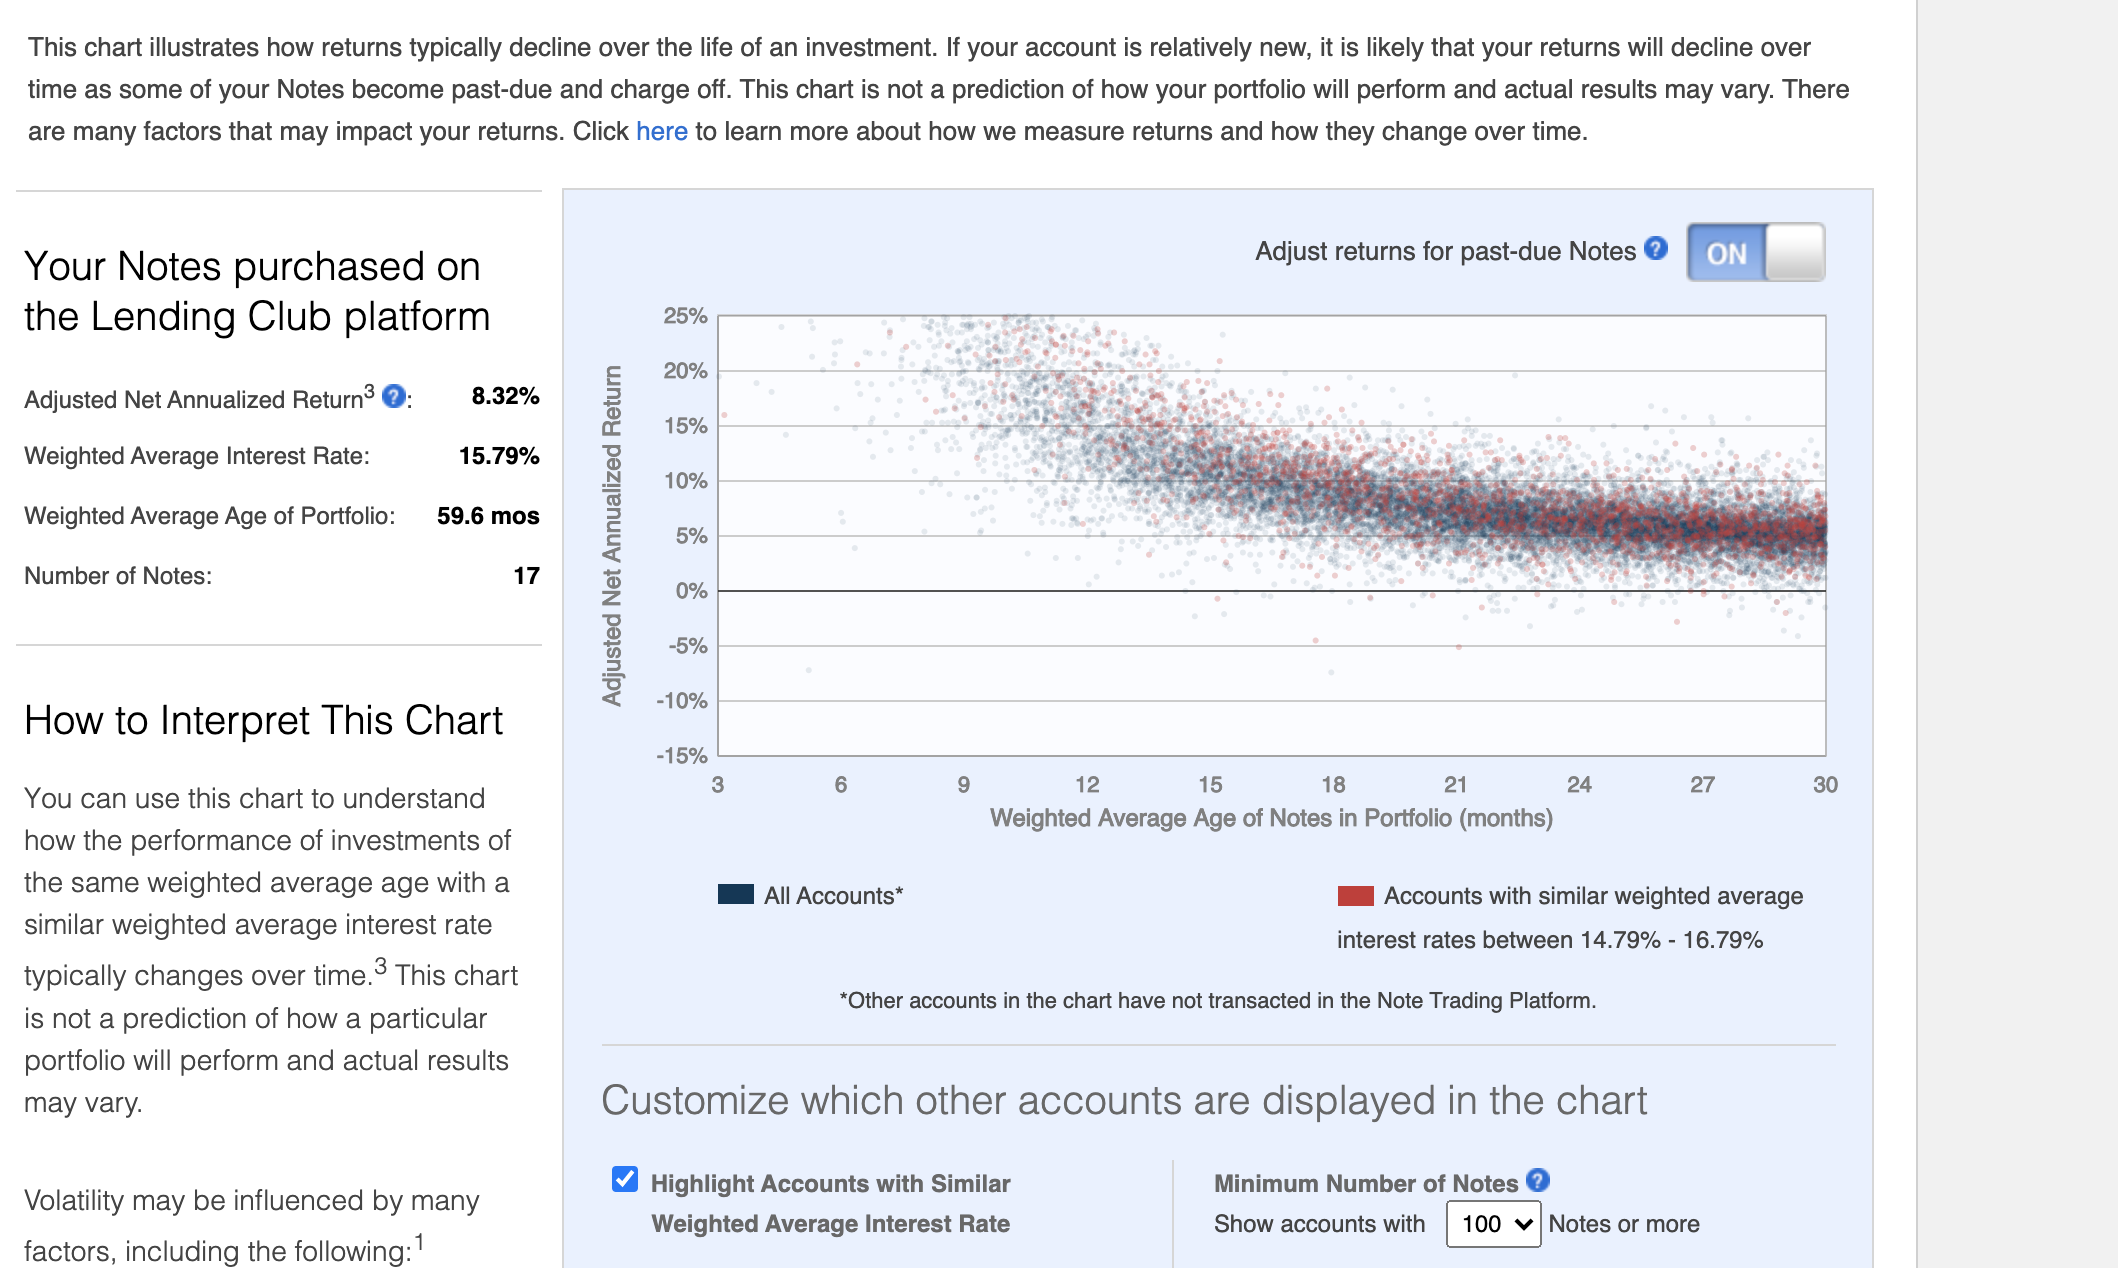 This chart illustrates how returns typically decline over the life of an investment. If your account is relatively new, it is likely that your returns will decline over
time as some of your Notes become past-due and charge off. This chart is not a prediction of how your portfolio will perform and actual results may vary. There
are many factors that may impact your returns. Click here to learn more about how we measure returns and how they change over time.
Your Notes purchased on
the Lending Club platform
Adjusted Net Annualized Return3 ?: 8.32%
Weighted Average Interest Rate: 15.79%
Weighted Average Age of Portfolio: 59.6 mos
Number of Notes: 17
How to Interpret This Chart
You can use this chart to understand
how the performance of investments of
the same weighted average age with a
similar weighted average interest rate
typically changes over time.3 This chart
is not a prediction of how a particular
portfolio will perform and actual results
may vary.
Volatility may be influenced by many
factors, including the following:1
Adjust returns for past-due Notes ? ON
Adjusted Net Annualized Return
25%
20%
15%
10%
5%
0%
-5%
-10%
-15%
3 6 9 12 15 18 21 24 27 30
Weighted Average Age of Notes in Portfolio (months)
All Accounts*
Accounts with similar weighted average
interest rates between 14.79% - 16.79%
*Other accounts in the chart have not transacted in the Note Trading Platform.
Customize which other accounts are displayed in the chart
Highlight Accounts with Similar
Weighted Average Interest Rate
Minimum Number of Notes ?
Show accounts with 100 Notes or more